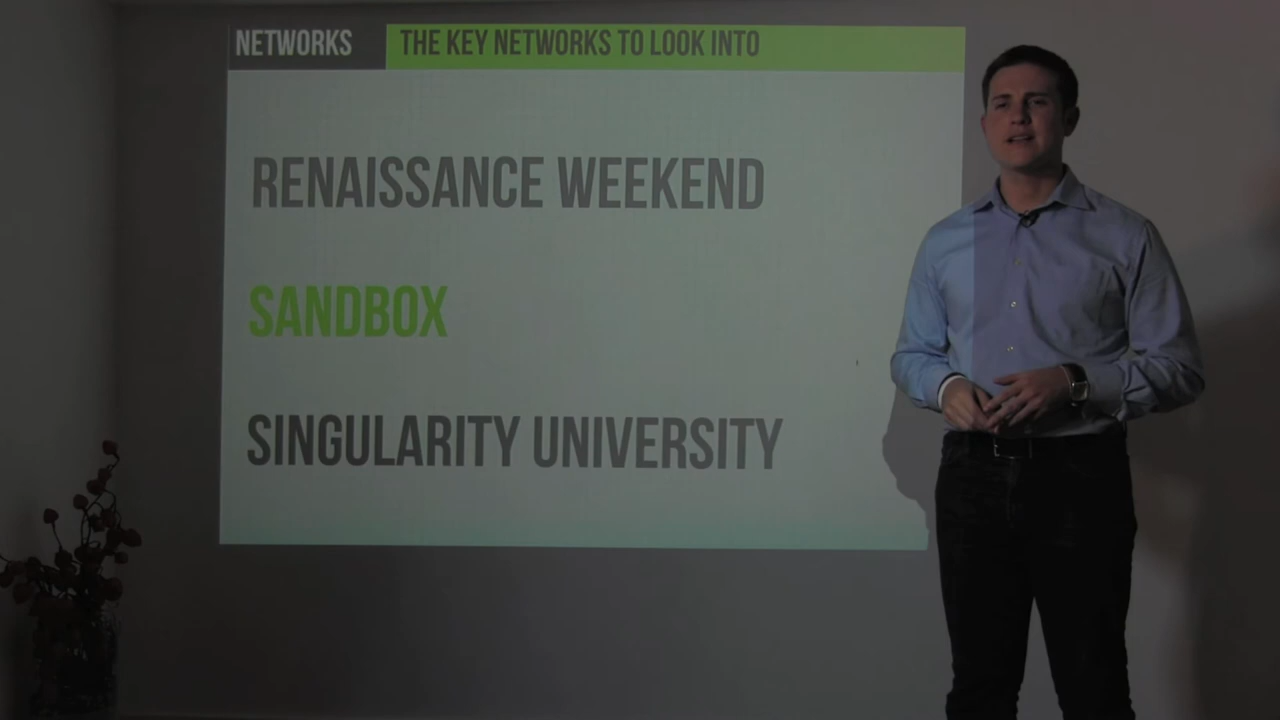 NETWORKS
THE KEY NETWORKS TO LOOK INTO
RENAISSANCE WEEKEND
SANDBOX
SINGULARITY UNIVERSITY